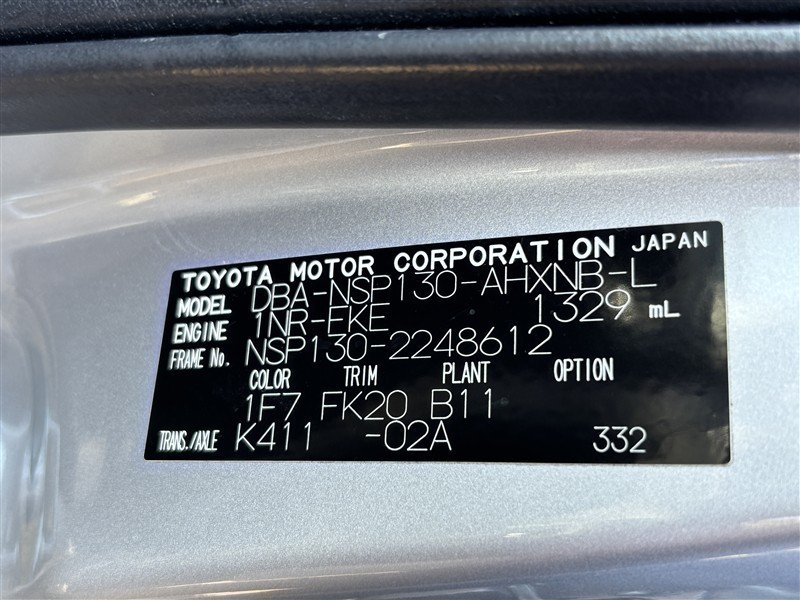 TOYOTA MOTOR CORPORATION JAPAN
MODEL DBA-NSP130-AHXNB-L
ENGINE 1NR-FKE 1329 mL
FRAME No. NSP130-2248612
COLOR TRIM PLANT OPTION
1F7 FK20 B11
TRANS./AXLE K411 -02A 332